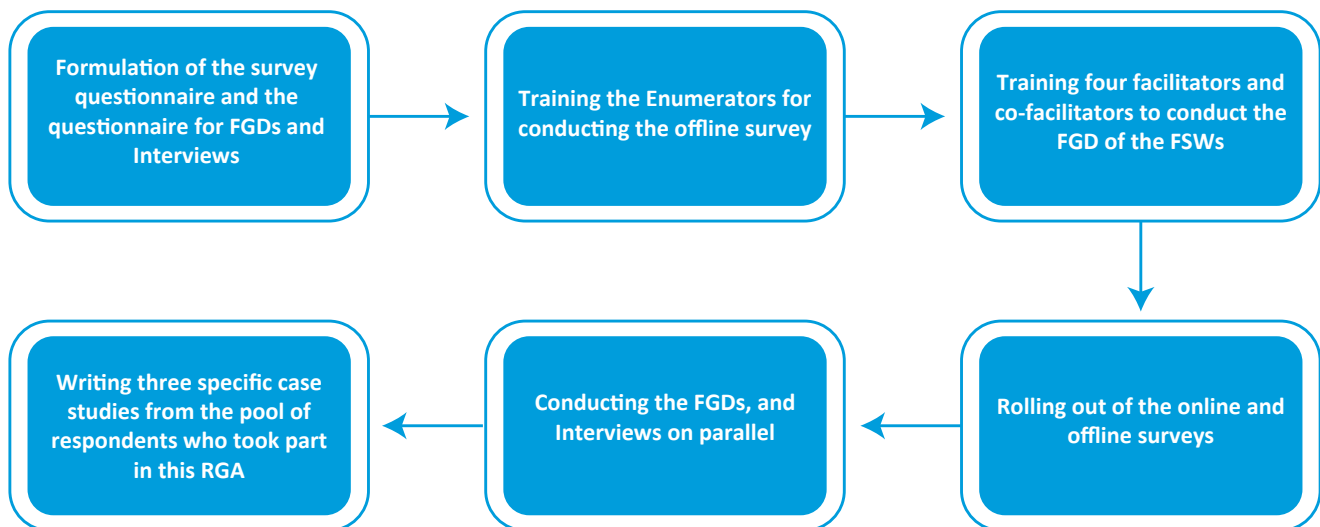 Formulation of the survey
questionnaire and the
questionnaire for FGDs and
Interviews
Training the Enumerators for
conducting the offline survey
Training four facilitators and
co-facilitators to conduct the
FGD of the FSWs
Rolling out of the online and
offline surveys
Conducting the FGDs, and
Interviews on parallel
Writing three specific case
studies from the pool of
respondents who took part
in this RGA